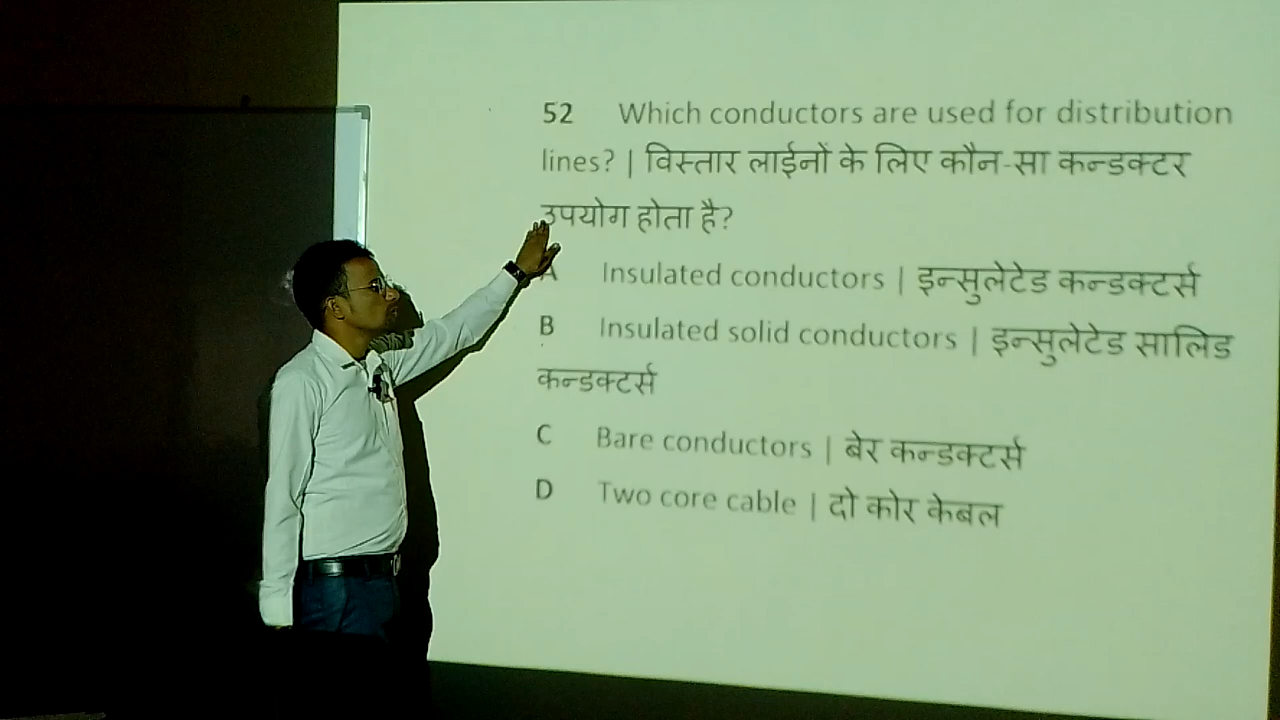 52 Which conductors are used for distribution
lines? | विस्तार लाईनों के लिए कौन-सा कन्डक्टर
उपयोग होता है?
A Insulated conductors | इन्सुलेटेड कन्डक्टर्स
B Insulated solid conductors | इन्सुलेटेड सालिड
कन्डक्टर्स
C Bare conductors | बेर कन्डक्टर्स
D Two core cable | दो कोर केबल